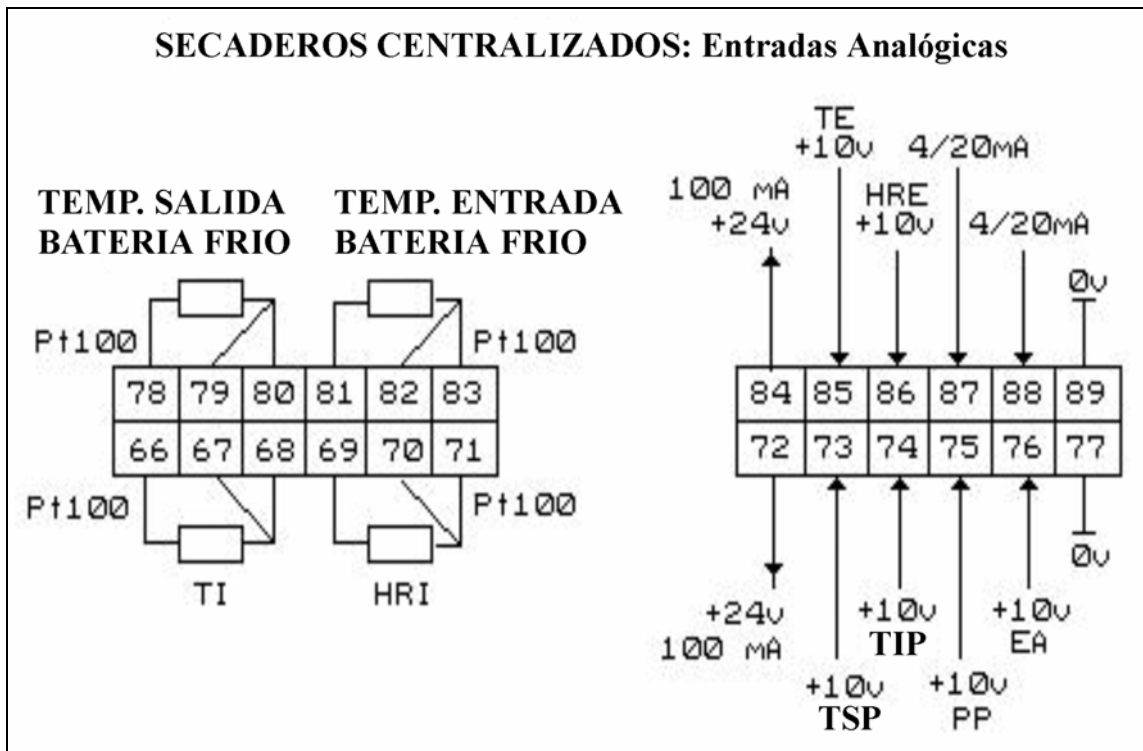 SECADEROS CENTRALIZADOS: Entradas Analógicas
TEMP. SALIDA
BATERIA FRIO
TEMP. ENTRADA
BATERIA FRIO
Pt100
Pt100
78 79 80 81 82 83
66 67 68 69 70 71
Pt100
Pt100
TI
HRI
TE
+10v
4/20mA
100 mA
+24v
HRE
+10v
4/20mA
0v
84 85 86 87 88 89
72 73 74 75 76 77
0v
+24v
100 mA
+10v
TIP
+10v
EA
+10v
TSP
+10v
PP